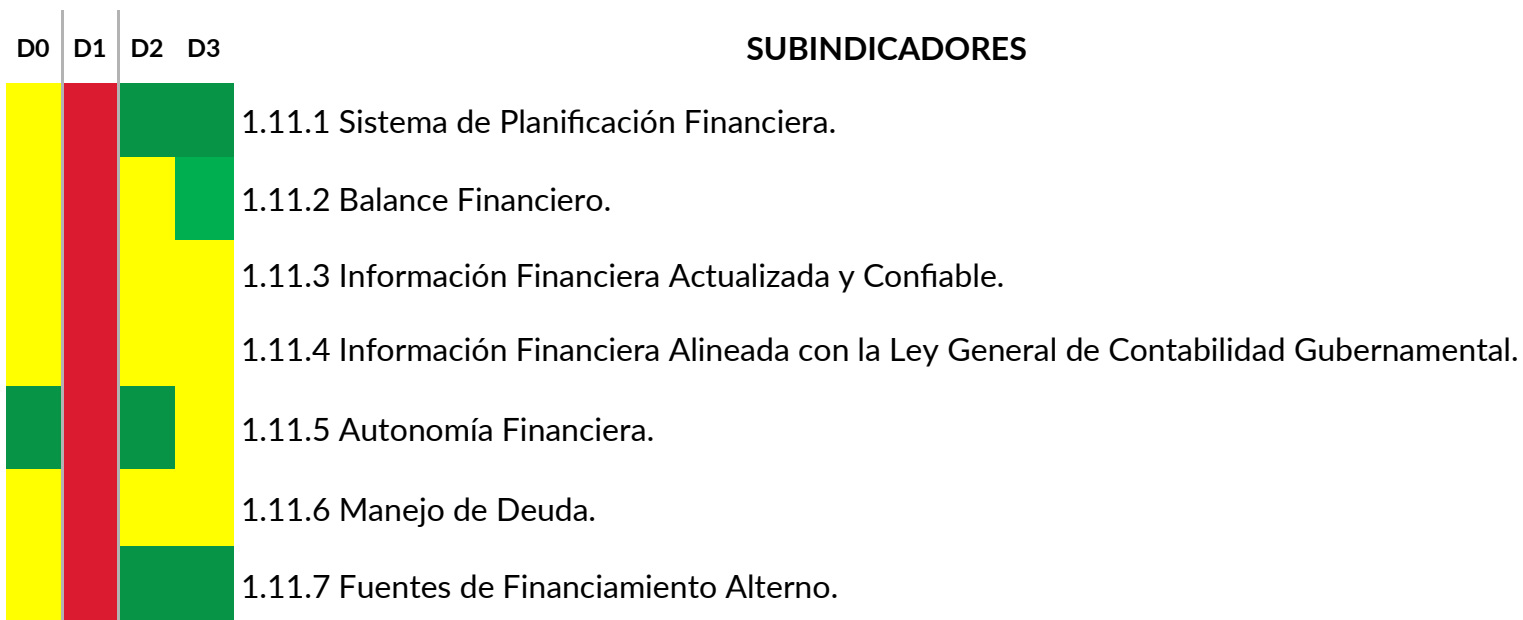 D0 D1 D2 D3 SUBINDICADORES
1.11.1 Sistema de Planificación Financiera.
1.11.2 Balance Financiero.
1.11.3 Información Financiera Actualizada y Confiable.
1.11.4 Información Financiera Alineada con la Ley General de Contabilidad Gubernamental.
1.11.5 Autonomía Financiera.
1.11.6 Manejo de Deuda.
1.11.7 Fuentes de Financiamiento Alterno.